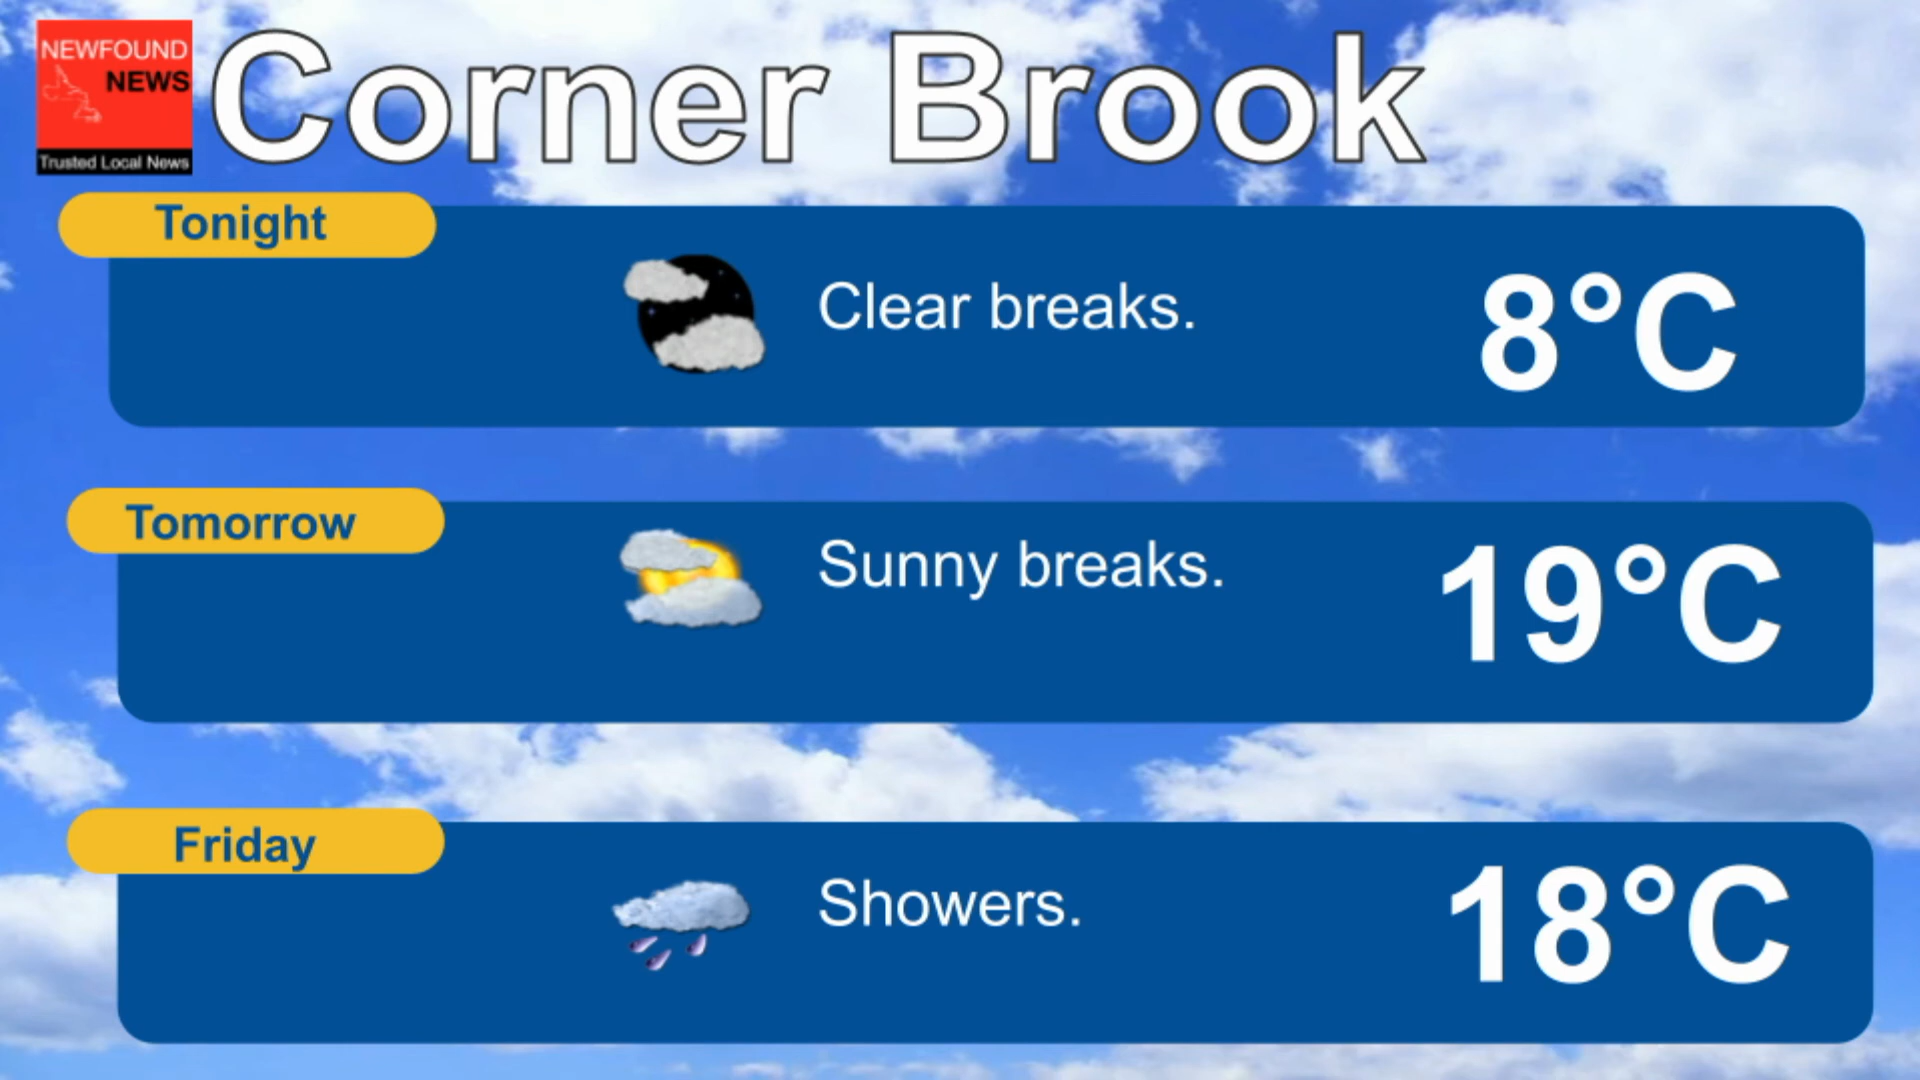 NEWFOUND
NEWS
Trusted Local News
Corner Brook
Tonight
Clear breaks.
8°C
Tomorrow
Sunny breaks.
19°C
Friday
Showers.
18°C